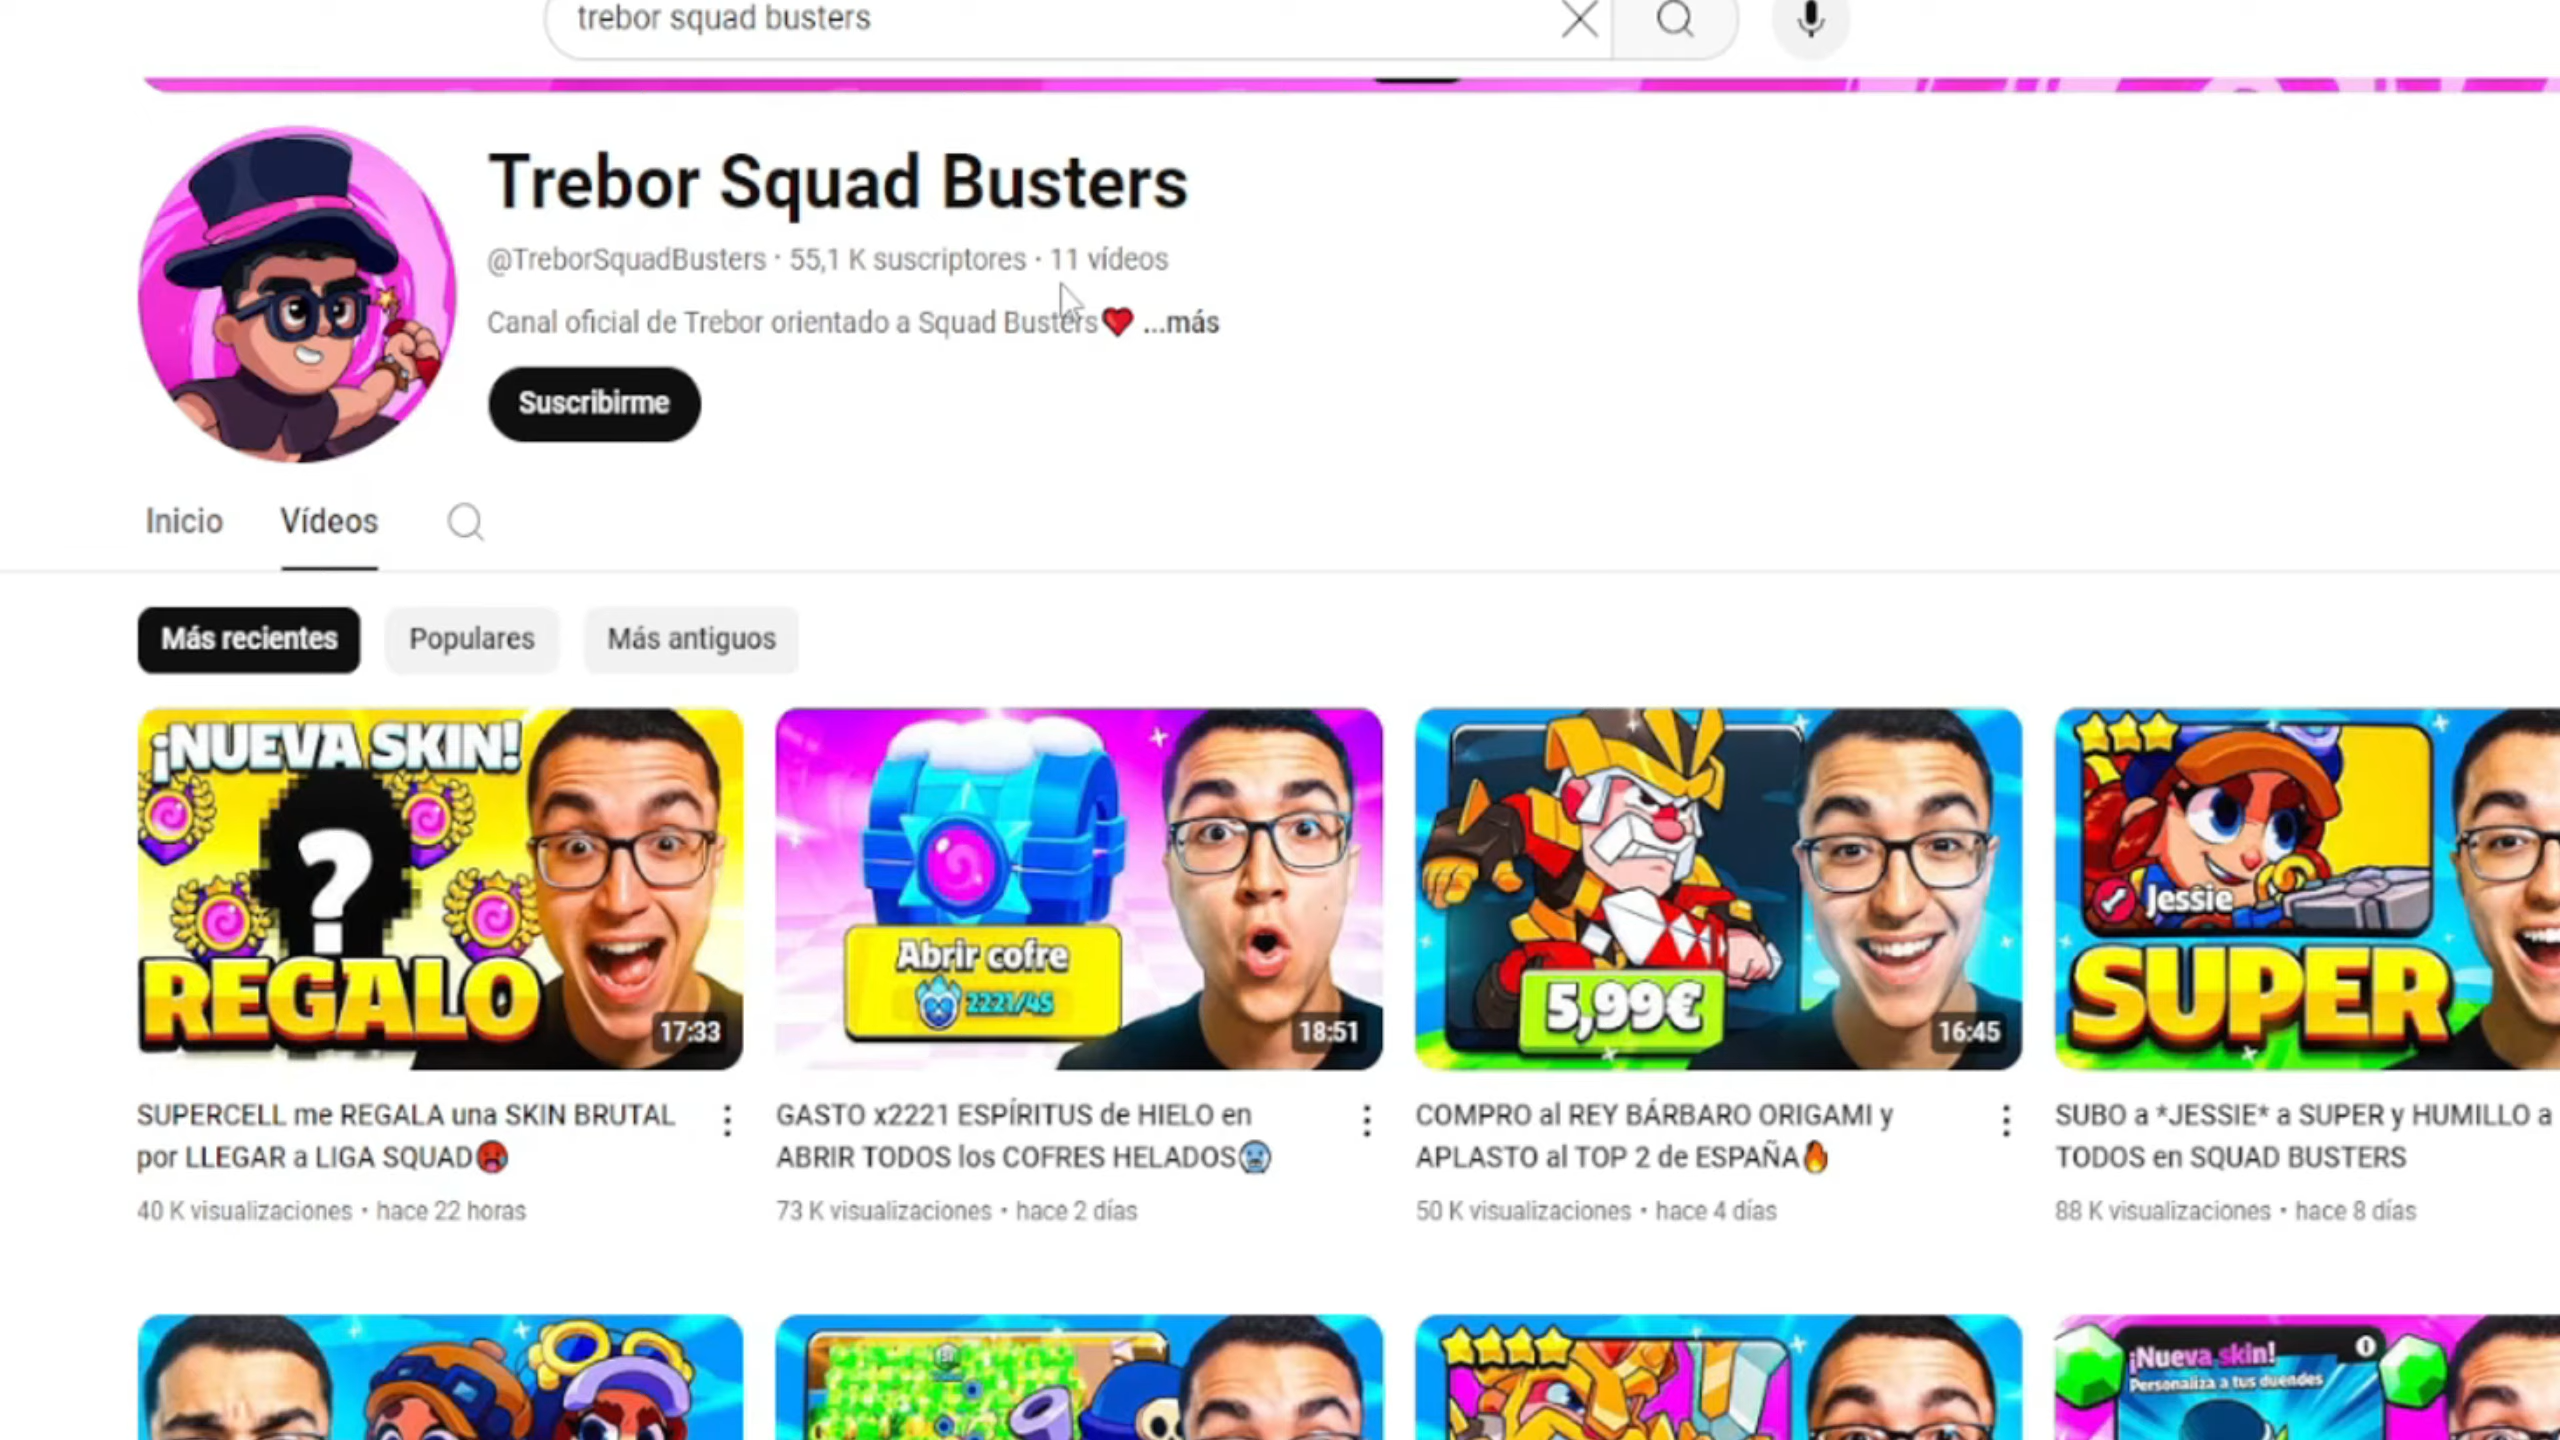 trebor squad busters
Trebor Squad Busters
@TreborSquadBusters · 55,1 K suscriptores · 11 vídeos
Canal oficial de Trebor orientado a Squad Busters❤️ ...más
Suscribirme
Inicio
Vídeos
Más recientes
Populares
Más antiguos
¡NUEVA SKIN!
?
REGALO
17:33
Abrir cofre
2221/45
18:51
5,99€
16:45
Jessie
SUPER
SUPERCELL me REGALA una SKIN BRUTAL
por LLEGAR a LIGA SQUAD🥵
40 K visualizaciones · hace 22 horas
GASTO x2221 ESPÍRITUS de HIELO en
ABRIR TODOS los COFRES HELADOS🥶
73 K visualizaciones · hace 2 días
COMPRO al REY BÁRBARO ORIGAMI y
APLASTO al TOP 2 de ESPAÑA🔥
50 K visualizaciones · hace 4 días
SUBO a *JESSIE* a SUPER y HUMILLO a
TODOS en SQUAD BUSTERS
88 K visualizaciones · hace 8 días
¡Nueva skin!
Personaliza a tus duendes